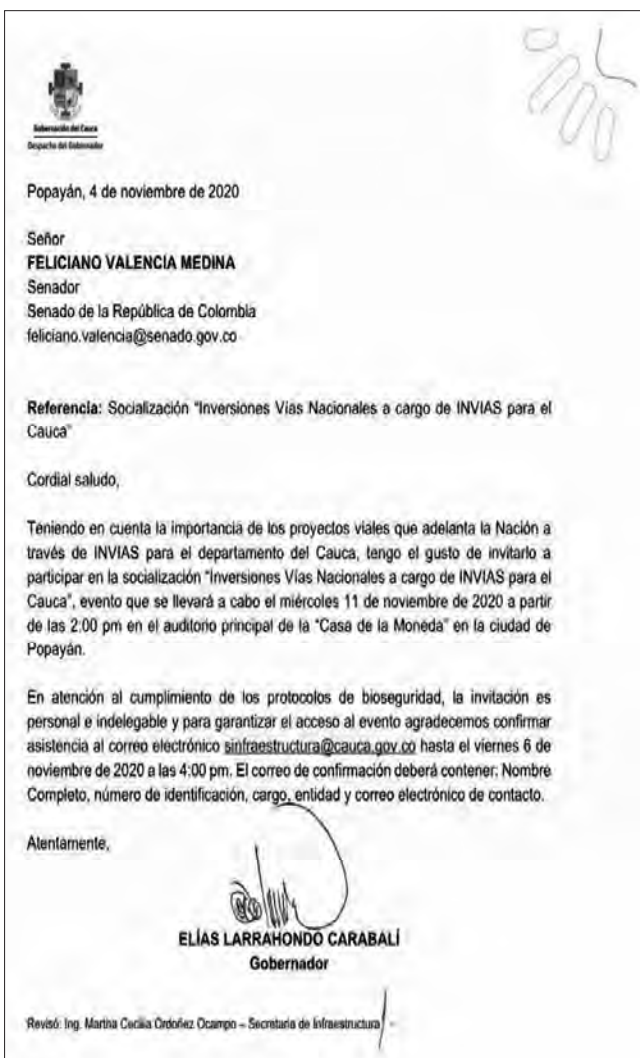 Gobernación del Cauca
Despacho del Gobernador
Popayán, 4 de noviembre de 2020
Señor
FELICIANO VALENCIA MEDINA
Senador
Senado de la República de Colombia
feliciano.valencia@senado.gov.co
Referencia: Socialización "Inversiones Vías Nacionales a cargo de INVIAS para el
Cauca"
Cordial saludo,
Teniendo en cuenta la importancia de los proyectos viales que adelanta la Nación a
través de INVIAS para el departamento del Cauca, tengo el gusto de invitarlo a
participar en la socialización "Inversiones Vías Nacionales a cargo de INVIAS para el
Cauca", evento que se llevará a cabo el miércoles 11 de noviembre de 2020 a partir
de las 2:00 pm en el auditorio principal de la "Casa de la Moneda" en la ciudad de
Popayán.
En atención al cumplimiento de los protocolos de bioseguridad, la invitación es
personal e indelegable y para garantizar el acceso al evento agradecemos confirmar
asistencia al correo electrónico sinfraestructura@cauca.gov.co hasta el viernes 6 de
noviembre de 2020 a las 4:00 pm. El correo de confirmación deberá contener: Nombre
Completo, número de identificación, cargo, entidad y correo electrónico de contacto.
Atentamente,
ELÍAS LARRAHONDO CARABALÍ
Gobernador
Revisó: Ing. Martha Cecilia Ordoñez Ocampo – Secretaria de Infraestructura